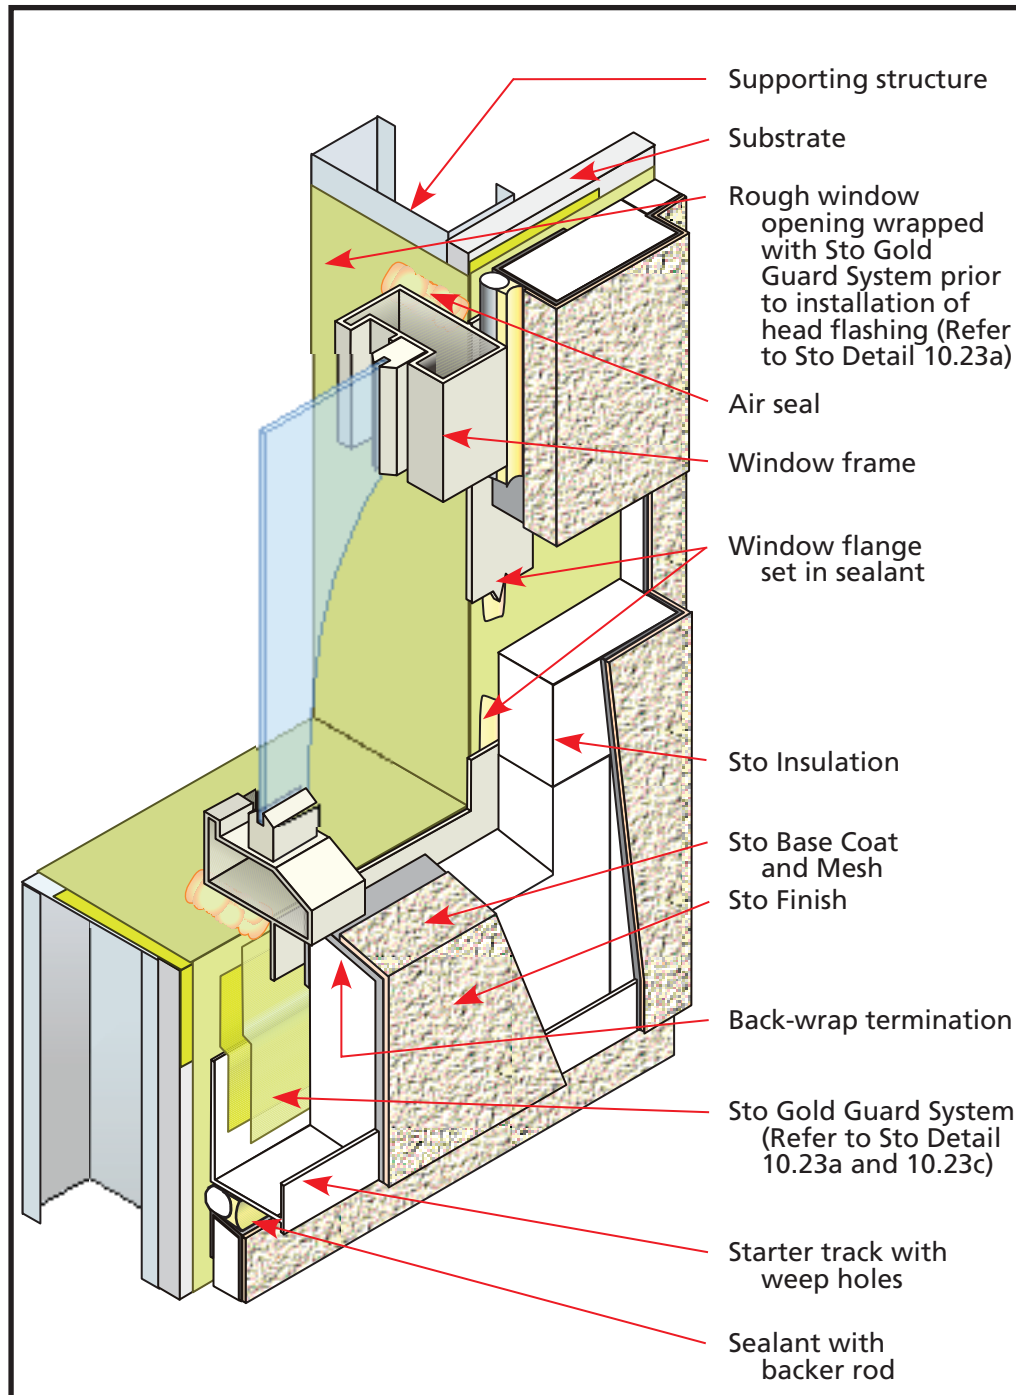 Supporting structure
Substrate
Rough window
opening wrapped
with Sto Gold
Guard System prior
to installation of
head flashing (Refer
to Sto Detail 10.23a)
Air seal
Window frame
Window flange
set in sealant
Sto Insulation
Sto Base Coat
and Mesh
Sto Finish
Back-wrap termination
Sto Gold Guard System
(Refer to Sto Detail
10.23a and 10.23c)
Starter track with
weep holes
Sealant with
backer rod